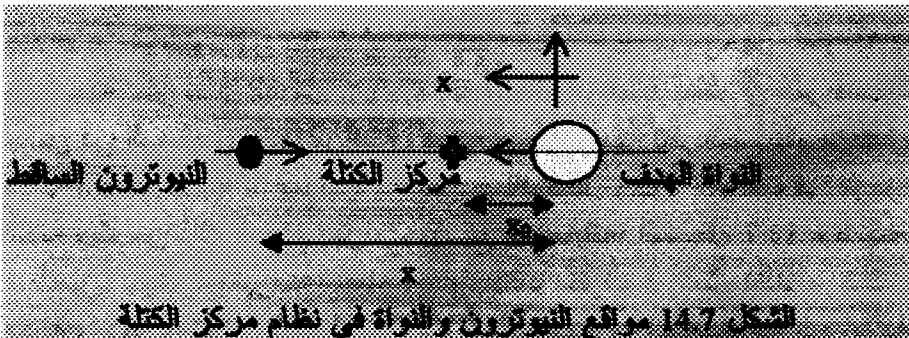 x
النيوترون الساقط مركز الكتلة النواة الهدف
x₀
x
الشكل 14.7 مواقع النيوترون والنواة في نظام مركز الكتلة